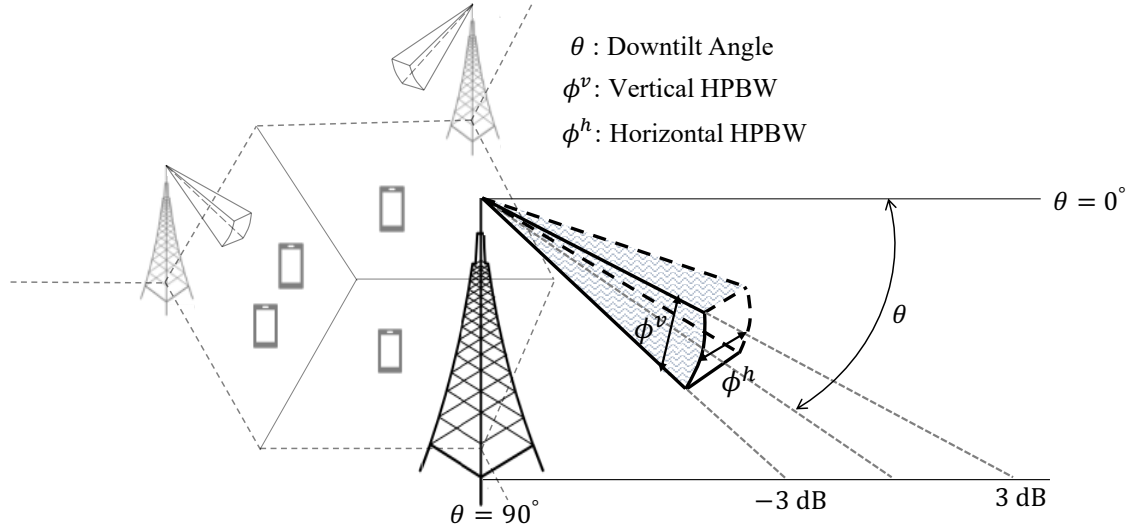 θ : Downtilt Angle
ϕ^v : Vertical HPBW
ϕ^h : Horizontal HPBW
θ = 0°
ϕ^v
θ
ϕ^h
−3 dB
3 dB
θ = 90°